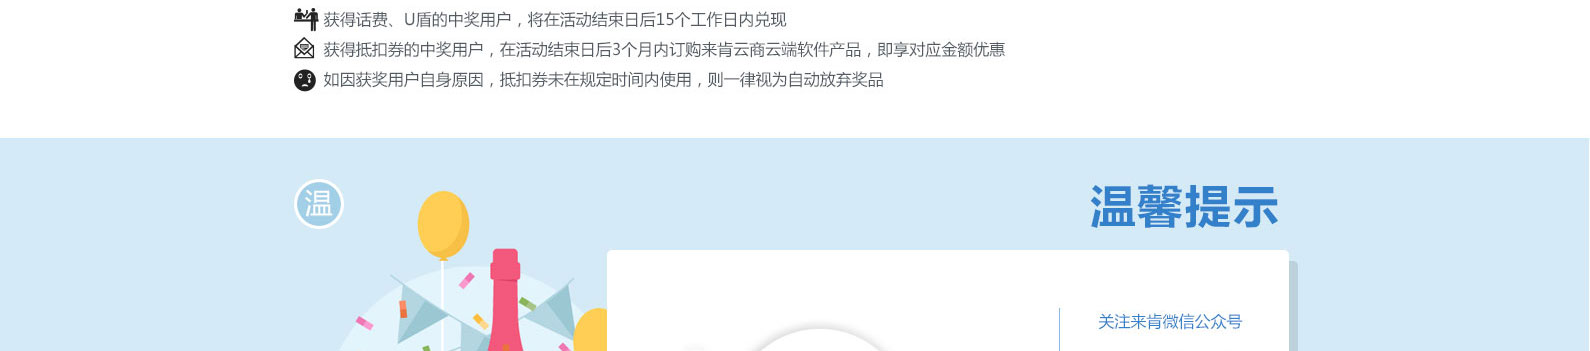 获得话费、U盾的中奖用户，将在活动结束日后15个工作日内兑现
获得抵扣券的中奖用户，在活动结束日后3个月内订购来肯云商云端软件产品，即享对应金额优惠
如因获奖用户自身原因，抵扣券未在规定时间内使用，则一律视为自动放弃奖品
温
温馨提示
关注来肯微信公众号